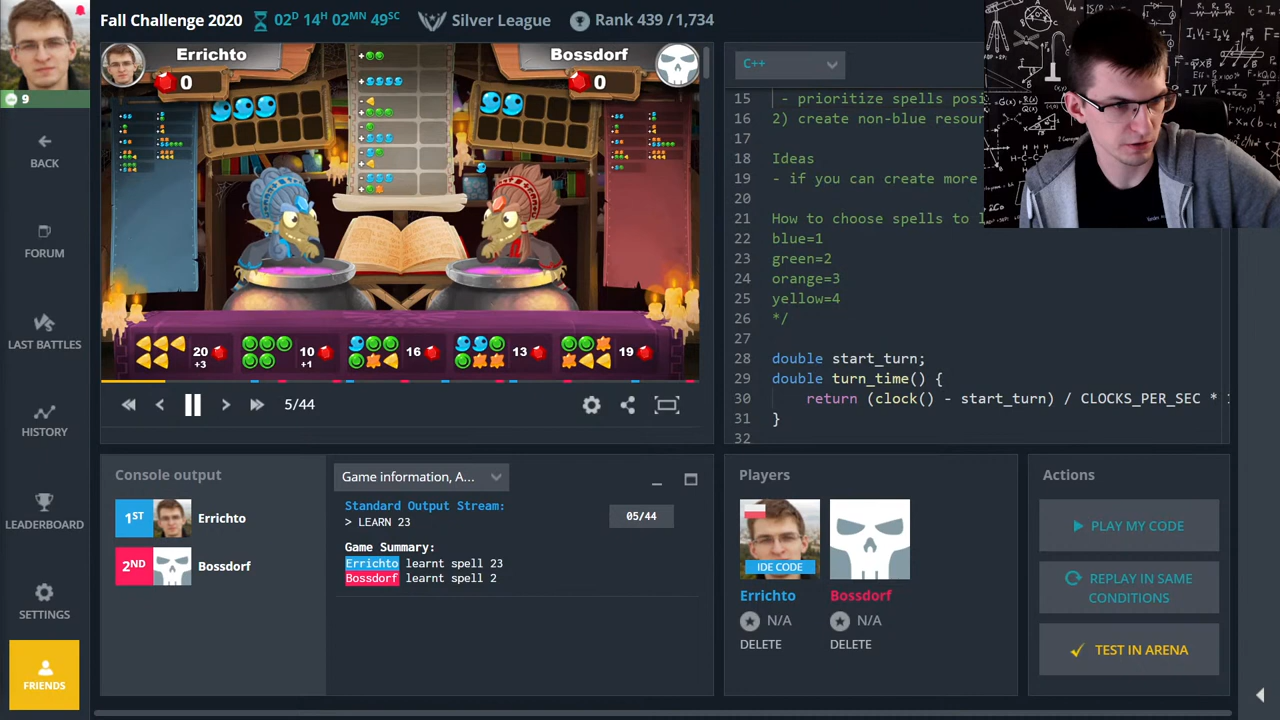 Fall Challenge 2020 02D 14H 02MN 49SC Silver League Rank 439 / 1,734
9
BACK
FORUM
LAST BATTLES
HISTORY
LEADERBOARD
SETTINGS
FRIENDS
Errichto
0
Bossdorf
0
20
+3
10
+1
16
13
19
5/44
C++
15 - prioritize spells posi
16 2) create non-blue resour
17
18 Ideas
19 - if you can create more
20
21 How to choose spells to l
22 blue=1
23 green=2
24 orange=3
25 yellow=4
26 */
27
28 double start_turn;
29 double turn_time() {
30 return (clock() - start_turn) / CLOCKS_PER_SEC *
31 }
32
Console output
1ST Errichto
2ND Bossdorf
Game information, A...
Standard Output Stream:
> LEARN 23
05/44
Game Summary:
Errichto learnt spell 23
Bossdorf learnt spell 2
Players
IDE CODE
Errichto
N/A
DELETE
Bossdorf
N/A
DELETE
Actions
PLAY MY CODE
REPLAY IN SAME
CONDITIONS
TEST IN ARENA